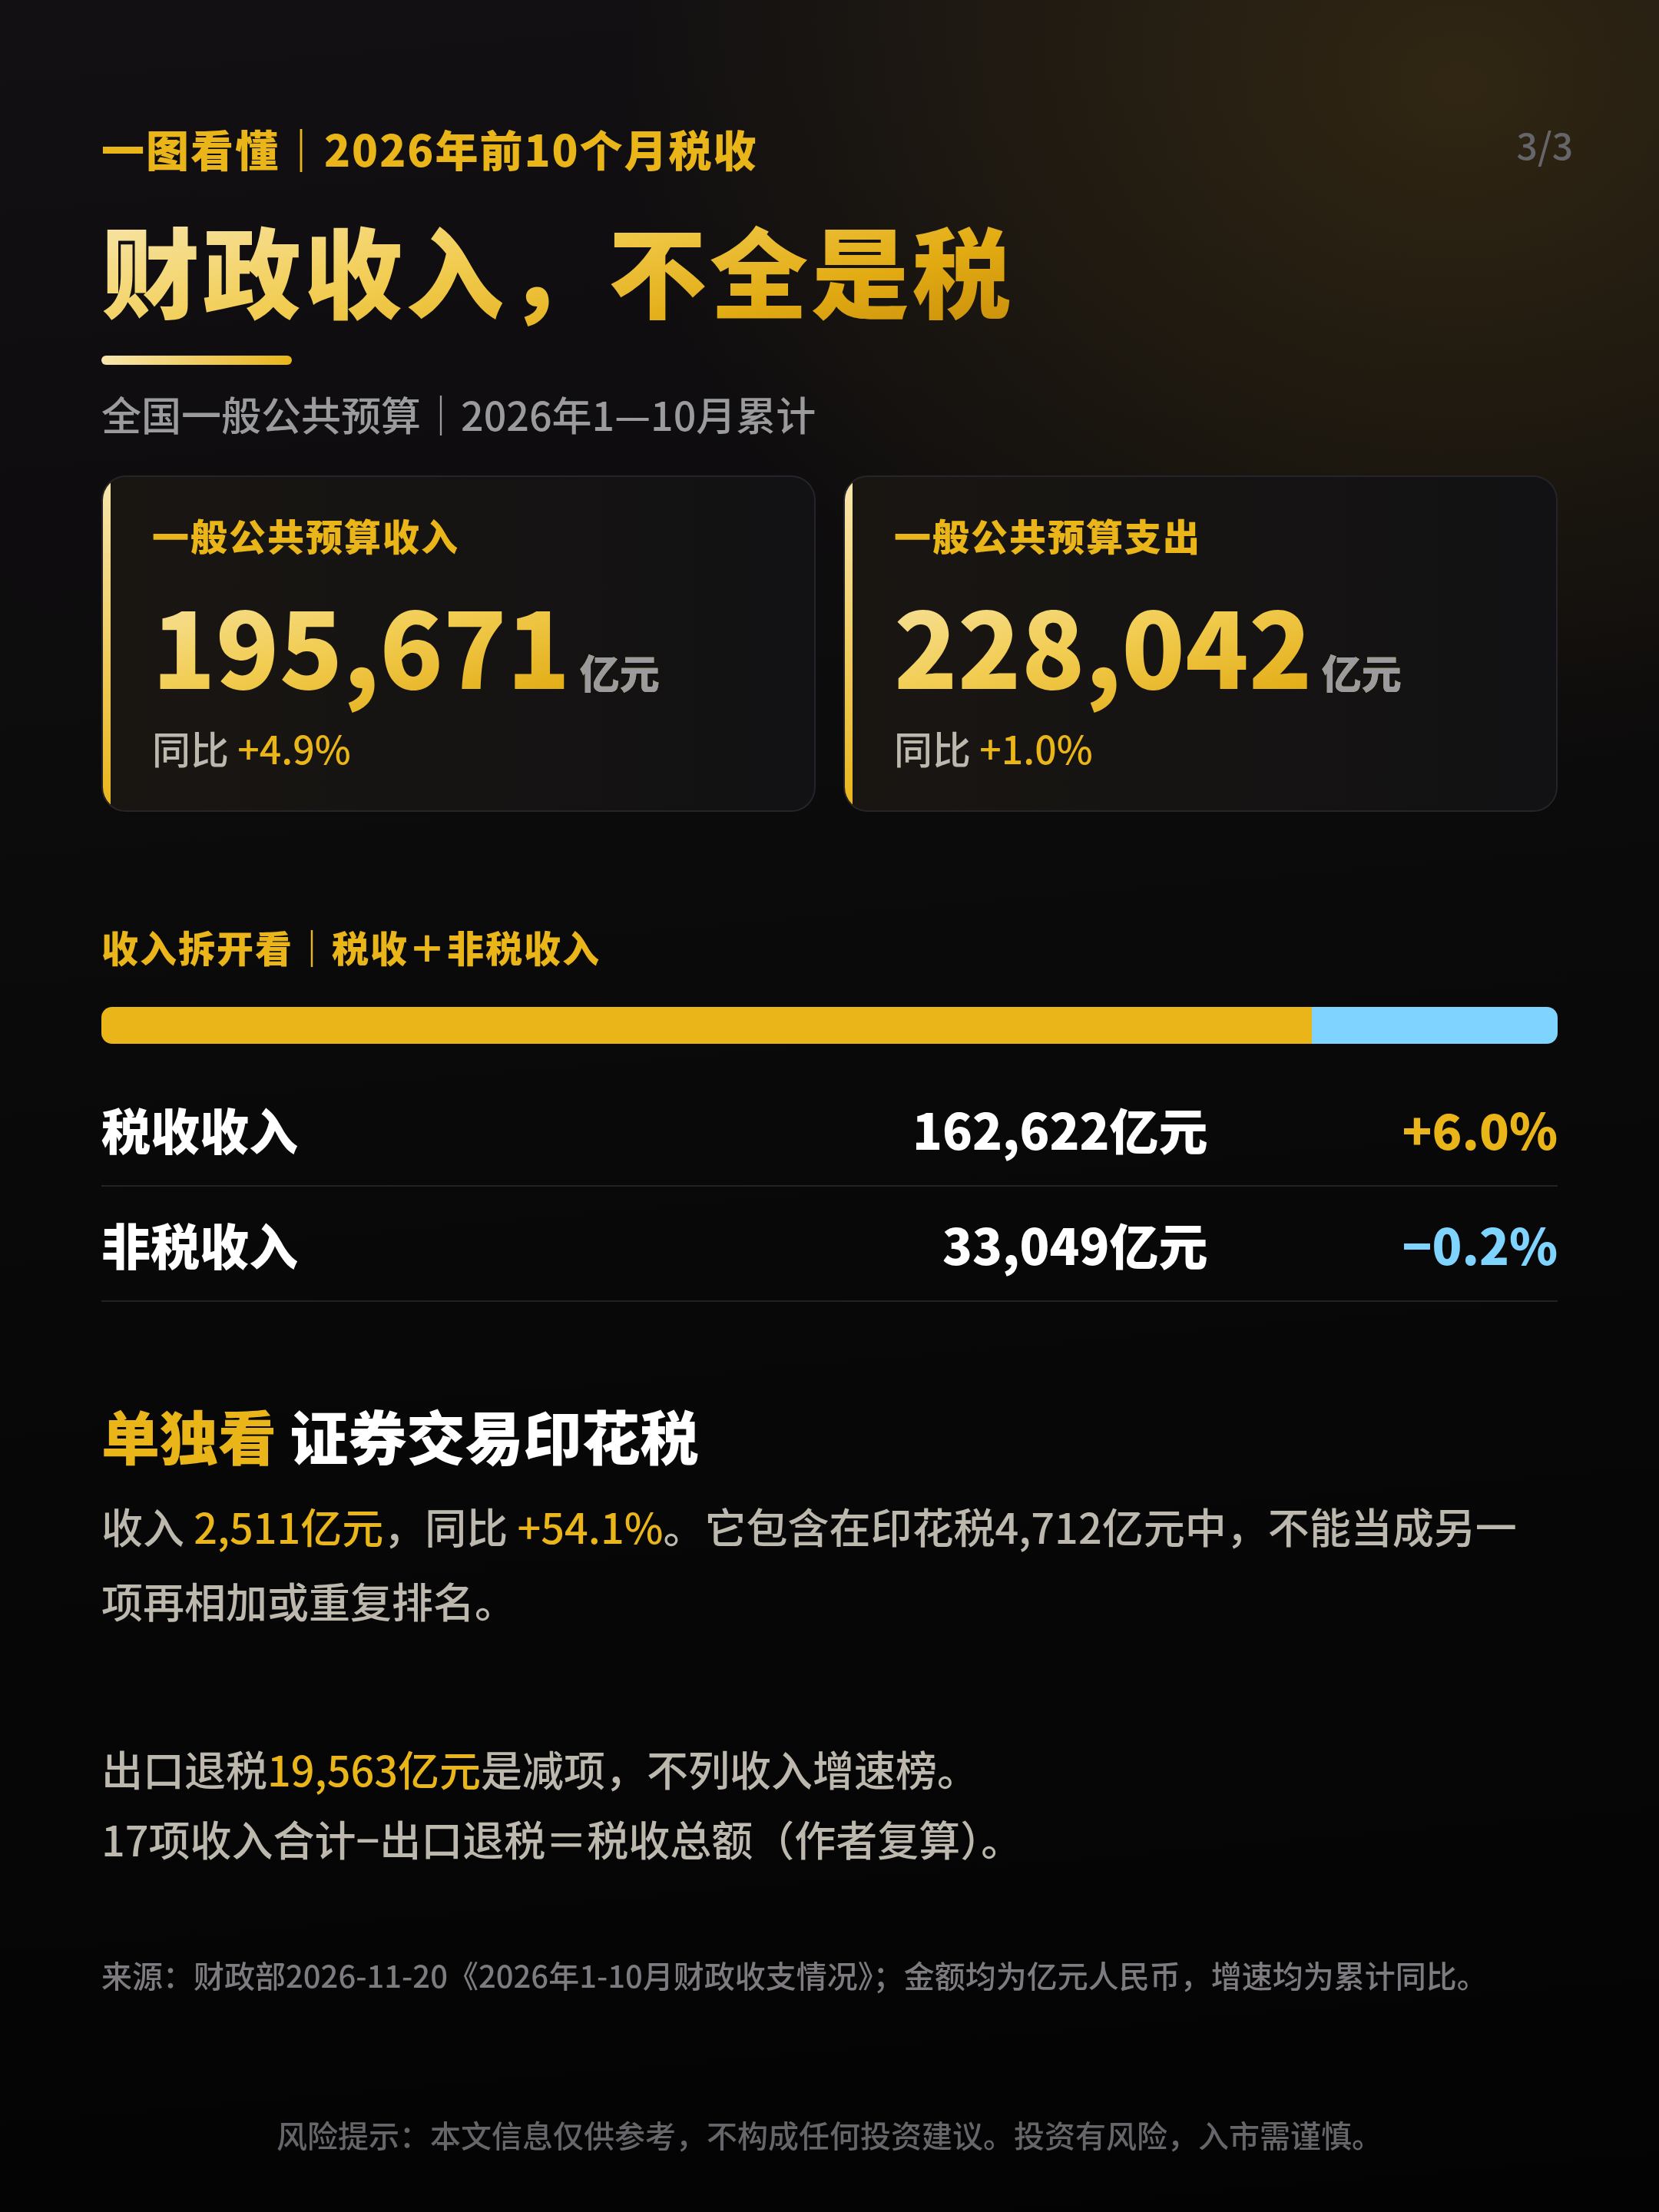 一图看懂｜2026年前10个月税收
3/3
财政收入，不全是税
全国一般公共预算｜2026年1—10月累计
一般公共预算收入
195,671亿元
同比 +4.9%
一般公共预算支出
228,042亿元
同比 +1.0%
收入拆开看｜税收＋非税收入
税收收入 162,622亿元 +6.0%
非税收入 33,049亿元 −0.2%
单独看 证券交易印花税
收入 2,511亿元，同比 +54.1%。它包含在印花税4,712亿元中，不能当成另一
项再相加或重复排名。
出口退税19,563亿元是减项，不列收入增速榜。
17项收入合计−出口退税＝税收总额（作者复算）。
来源：财政部2026-11-20《2026年1-10月财政收支情况》；金额均为亿元人民币，增速均为累计同比。
风险提示：本文信息仅供参考，不构成任何投资建议。投资有风险，入市需谨慎。